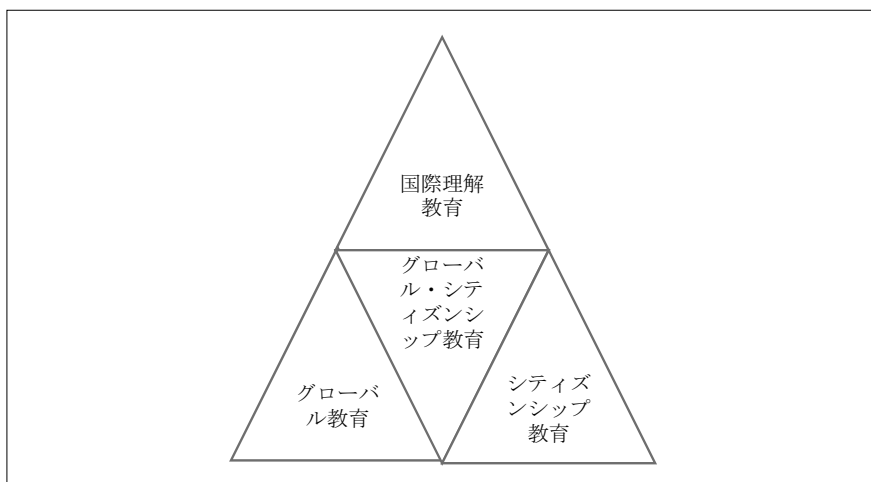 国際理解
教育
グローバ
ル・シテ
ィズンシ
ップ教育
グローバ
ル教育
シティズ
ンシップ
教育